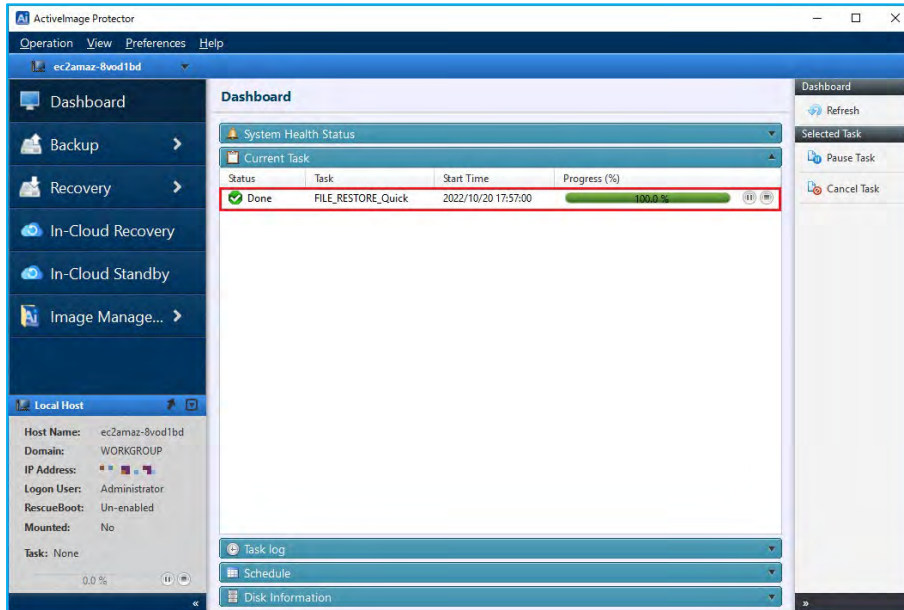 ActiveImage Protector
Operation View Preferences Help
ec2amaz-8vod1bd
Dashboard
Backup
Recovery
In-Cloud Recovery
In-Cloud Standby
Image Manage...
Local Host
Host Name: ec2amaz-8vod1bd
Domain: WORKGROUP
IP Address:
Logon User: Administrator
RescueBoot: Un-enabled
Mounted: No
Task: None
0.0 %
«
Dashboard
System Health Status
Current Task
Status Task Start Time Progress (%)
Done FILE_RESTORE_Quick 2022/10/20 17:57:00 100.0 %
Task log
Schedule
Disk Information
Dashboard
Refresh
Selected Task
Pause Task
Cancel Task
»